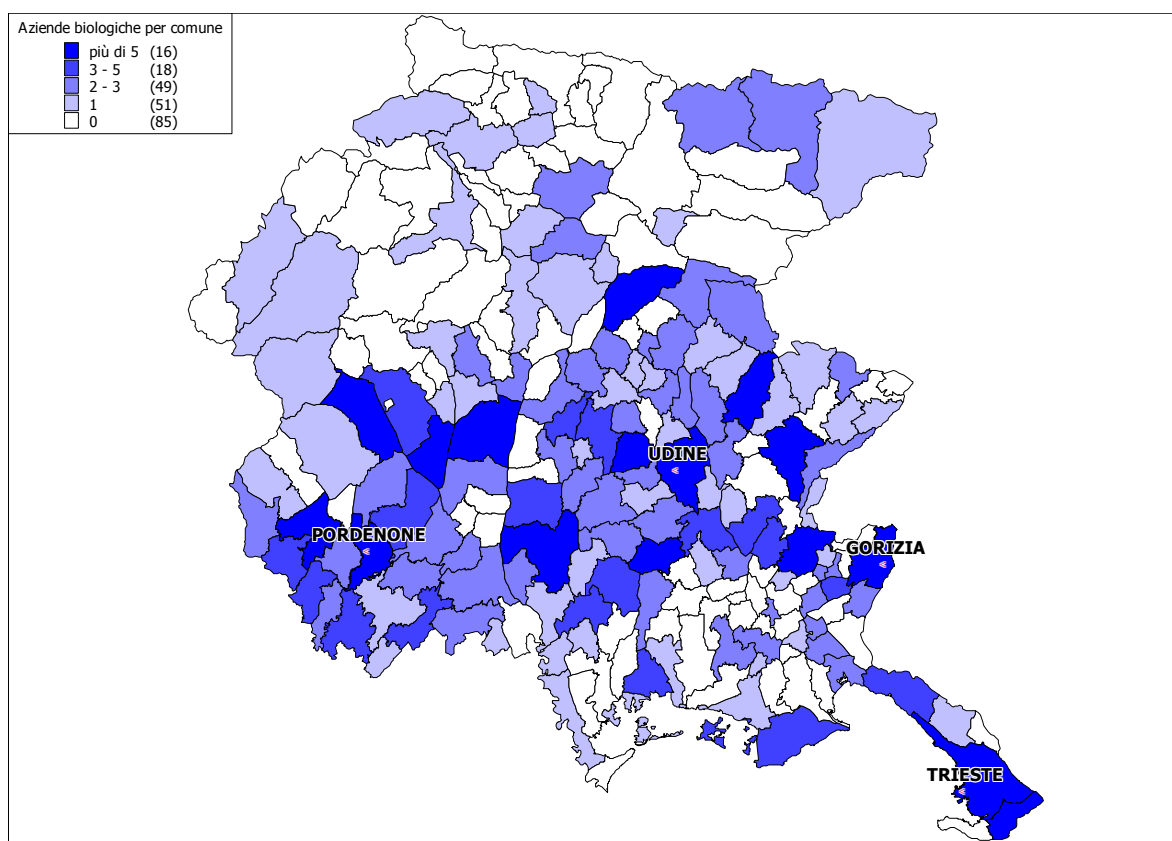 Aziende biologiche per comune
più di 5 (16)
3 - 5 (18)
2 - 3 (49)
1 (51)
0 (85)
UDINE
PORDENONE
GORIZIA
TRIESTE